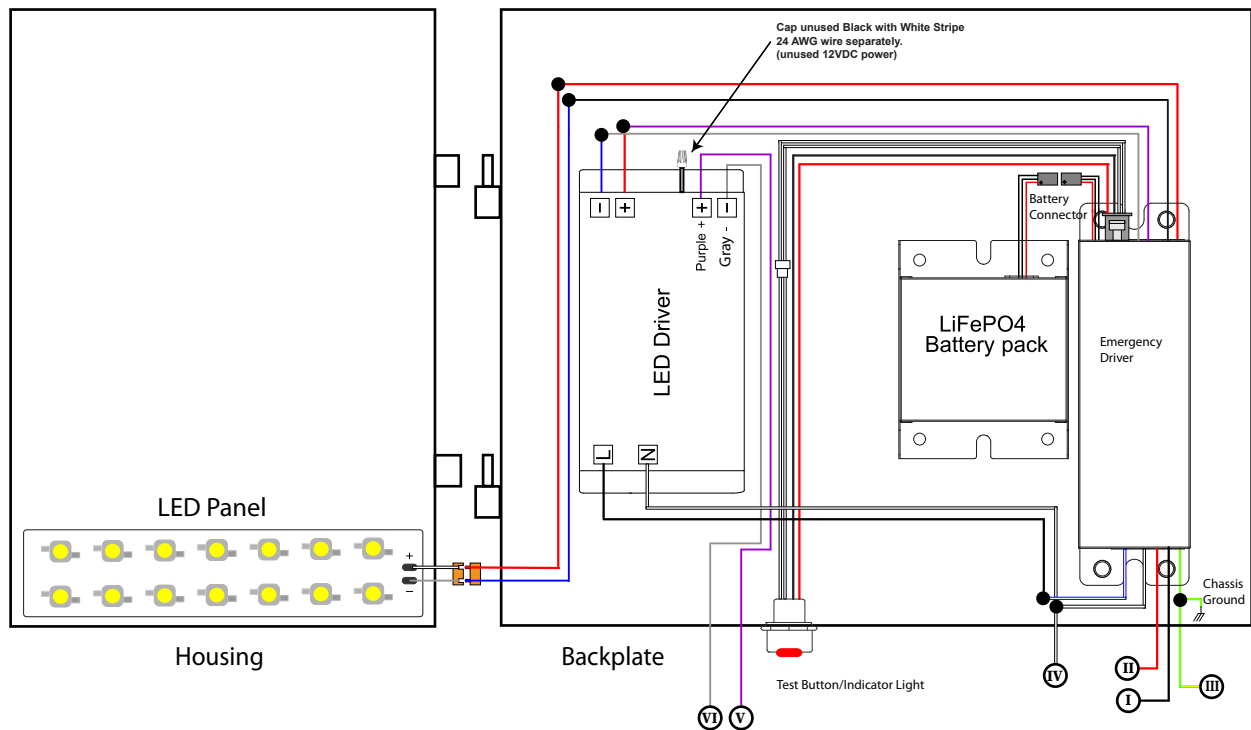 Cap unused Black with White Stripe
24 AWG wire separately.
(unused 12VDC power)
- + + -
Purple +
Gray -
LED Driver
L N
Battery
Connector
LiFePO4
Battery pack
Emergency
Driver
LED Panel
+
-
Chassis
Ground
Housing
Backplate
Test Button/Indicator Light
IV
II
III
I
VI
V